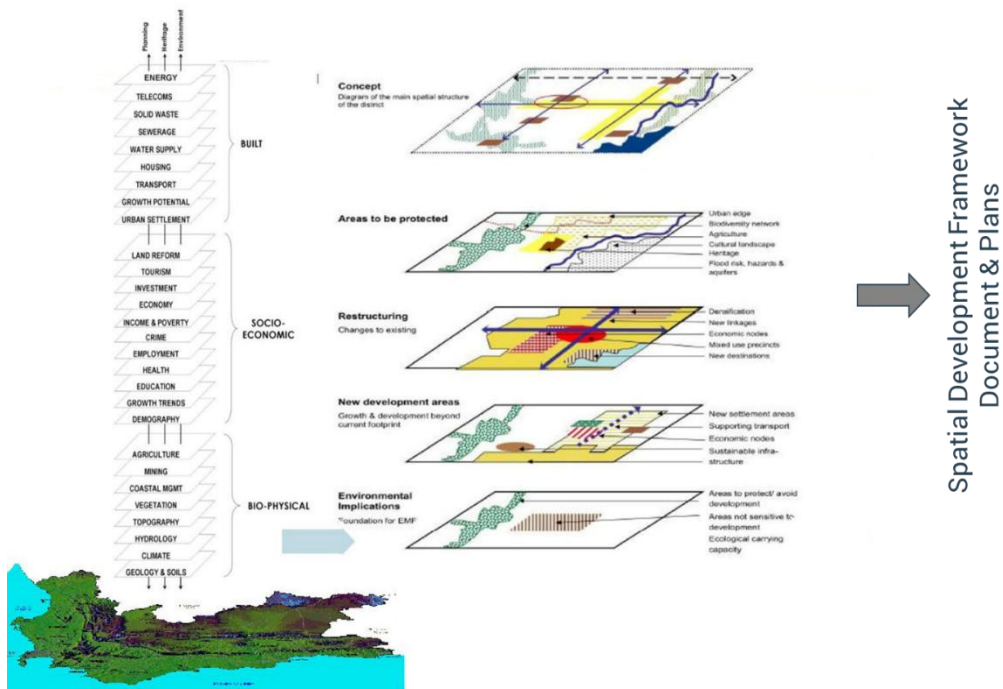 Planning
Heritage
Environment
ENERGY
TELECOMS
SOLID WASTE
SEWERAGE
WATER SUPPLY
HOUSING
TRANSPORT
GROWTH POTENTIAL
URBAN SETTLEMENT
BUILT
LAND REFORM
TOURISM
INVESTMENT
ECONOMY
INCOME & POVERTY
CRIME
EMPLOYMENT
HEALTH
EDUCATION
GROWTH TRENDS
DEMOGRAPHY
SOCIO-
ECONOMIC
AGRICULTURE
MINING
COASTAL MGMT
VEGETATION
TOPOGRAPHY
HYDROLOGY
CLIMATE
GEOLOGY & SOILS
BIO-PHYSICAL
Concept
Diagram of the main spatial structure
of the district
Areas to be protected
Urban edge
Biodiversity network
Agriculture
Cultural landscape
Heritage
Flood risk, hazards &
aquifers
Restructuring
Changes to existing
Densification
New linkages
Economic nodes
Mixed use precincts
New destinations
New development areas
Growth & development beyond
current footprint
New settlement areas
Supporting transport
Economic nodes
Sustainable infra-
structure
Environmental
Implications
Foundation for EMF
Areas to protect/ avoid
development
Areas not sensitive to
development
Ecological carrying
capacity
Spatial Development Framework
Document & Plans